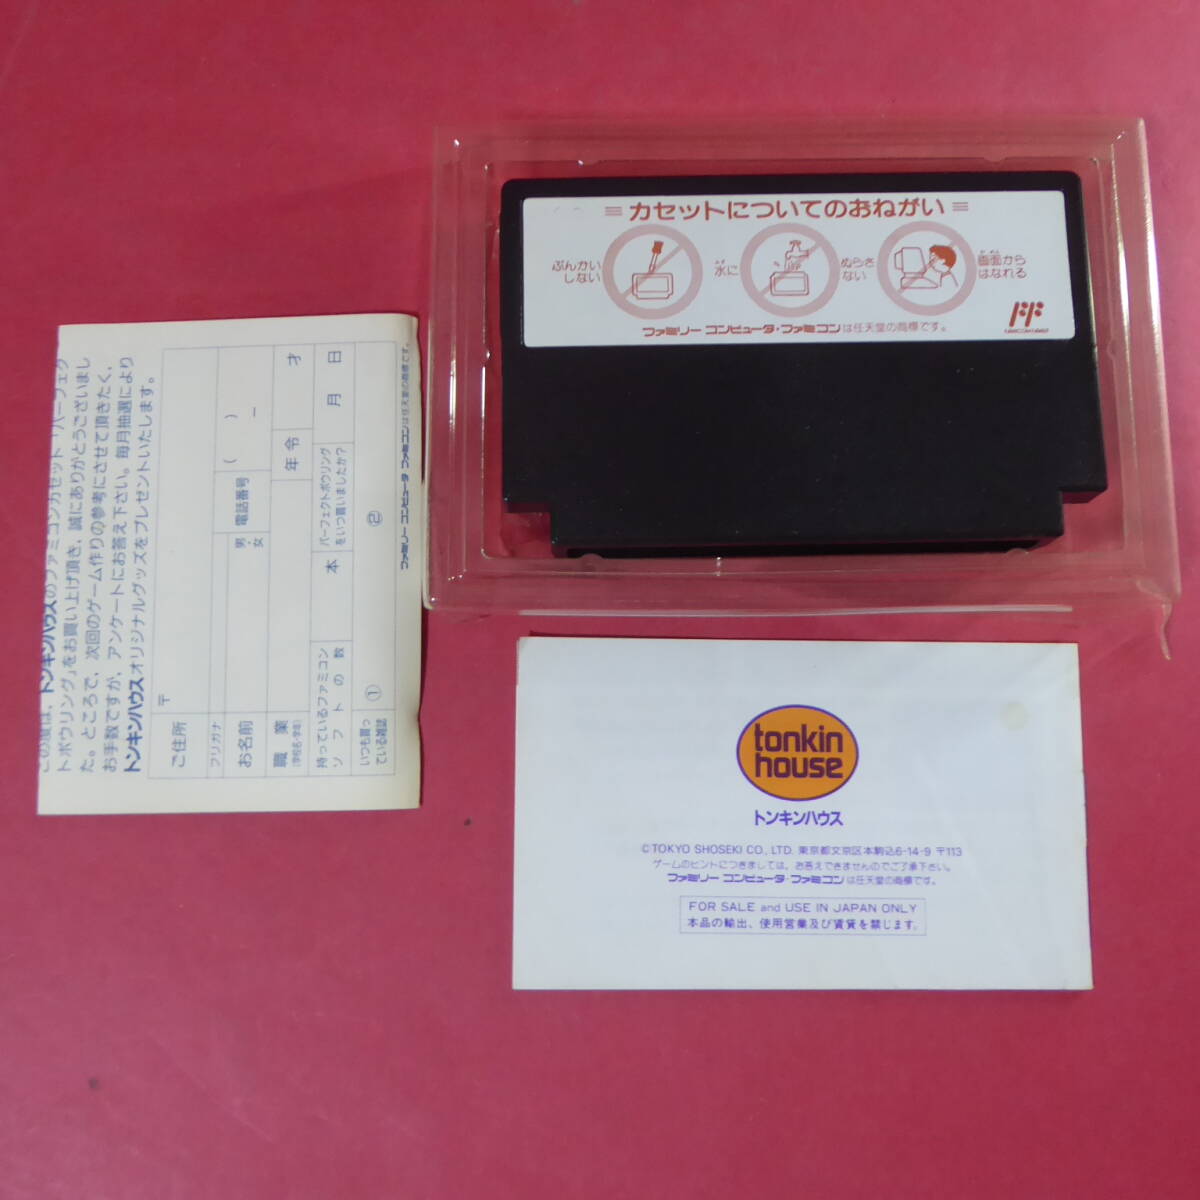 カセットについてのおねがい
ぶんかい
しない
水に
ぬらさ
ない
画面から
はなれる
ファミリー コンピュータ・ファミコンは任天堂の商標です。
この度は、トンキンハウスのファミコンカセット「パーフェク
トボウリング」をお買い上げ頂き、誠にありがとうございまし
た。ところで、次回のゲーム作りの参考にさせて頂きたく、
お手数ですが、アンケートにお答え下さい。毎月抽選により
トンキンハウスオリジナルグッズをプレゼントいたします。
ご住所 〒
フリガナ
お名前 男・女 電話番号 ( ) ー
職業 (学校名・学年) 年令 才
持っているファミコン
ソフトの数 本
パーフェクトボウリング
をいつ買いましたか? 月 日
いつも買っ
ている雑誌 ① ②
ファミリー コンピュータ ファミコンは任天堂の商標です。
tonkin
house
トンキンハウス
©TOKYO SHOSEKI CO., LTD. 東京都文京区本駒込6-14-9 〒113
ゲームのヒントにつきましては、お答えできませんのでご了承下さい。
ファミリー コンピュータ・ファミコンは任天堂の商標です。
FOR SALE and USE IN JAPAN ONLY
本品の輸出、使用営業及び賃貸を禁じます。